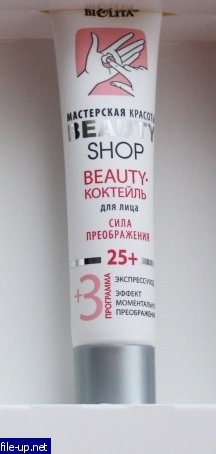 BIƎLITA
МАСТЕРСКАЯ КРАСОТЫ
BEAUTY
SHOP
BEAUTY-
КОКТЕЙЛЬ
для лица
СИЛА
ПРЕОБРАЖЕНИЯ
25+
+3
ПРОГРАММА
ЭКСПРЕСС-УХОД
ЭФФЕКТ
МОМЕНТАЛЬНОГО
ПРЕОБРАЖЕНИЯ
file-up.net